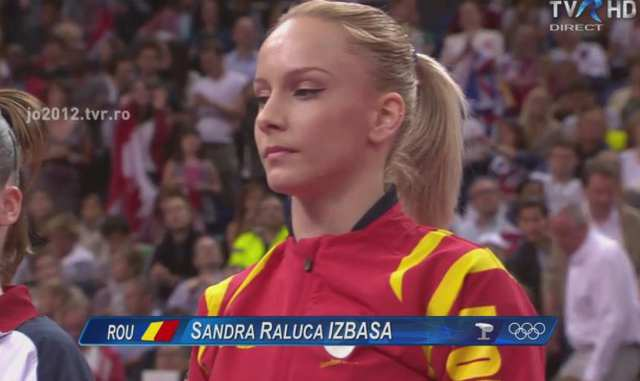 TVR HD
DIRECT
jo2012.tvr.ro
ROU SANDRA RALUCA IZBASA